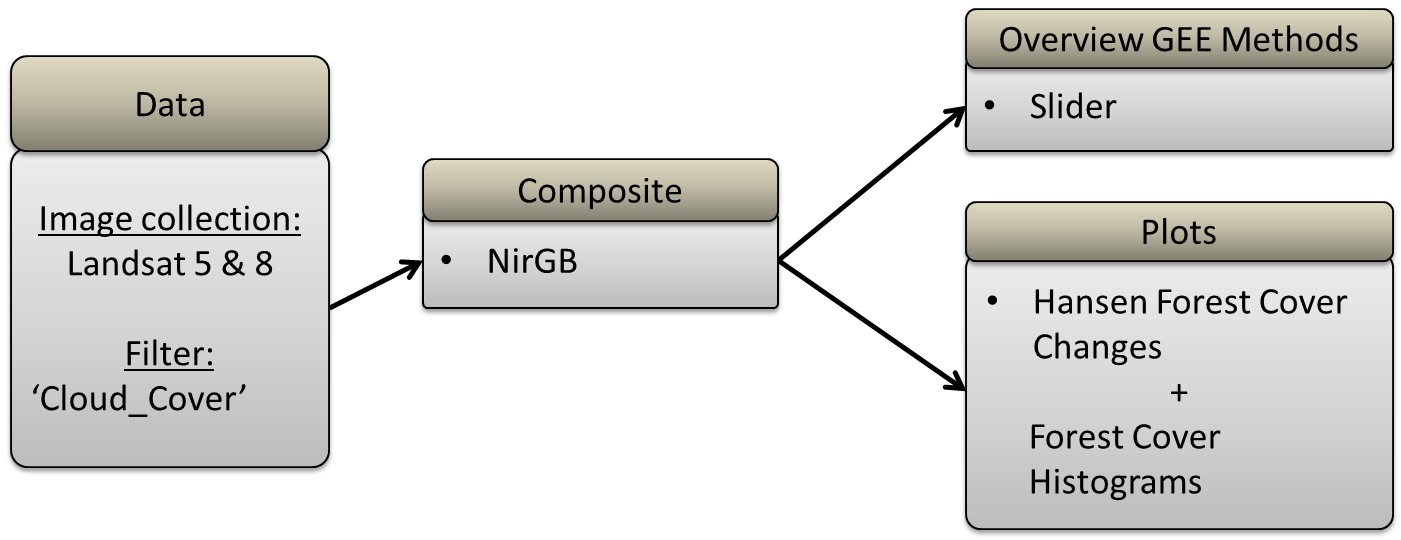 Data
Image collection:
Landsat 5 & 8
Filter:
‘Cloud_Cover’
Composite
• NirGB
Overview GEE Methods
• Slider
Plots
• Hansen Forest Cover
Changes
+
Forest Cover
Histograms